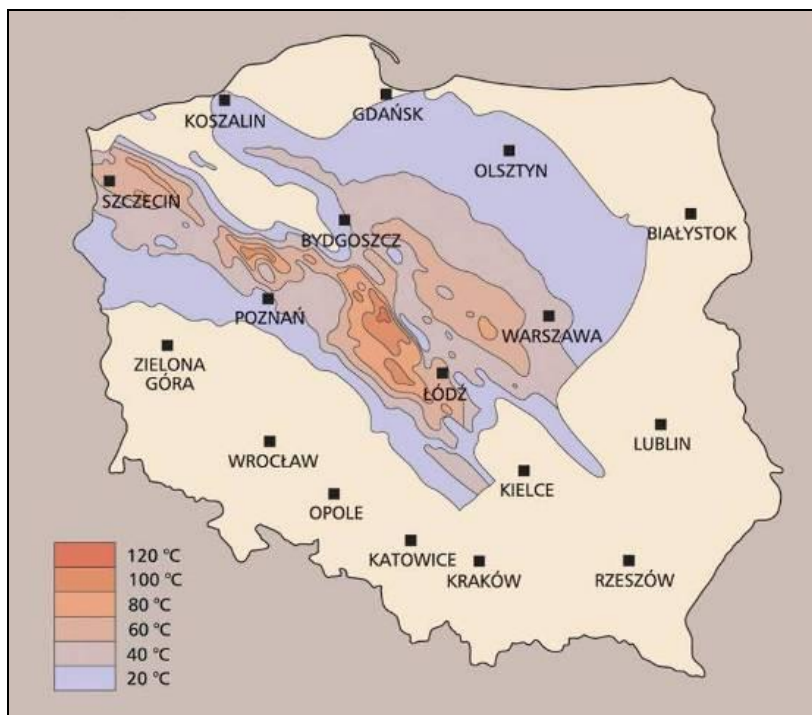 KOSZALIN
GDAŃSK
OLSZTYN
SZCZECIN
BYDGOSZCZ
BIAŁYSTOK
POZNAŃ
WARSZAWA
ZIELONA
GÓRA
ŁÓDŹ
LUBLIN
WROCŁAW
KIELCE
OPOLE
KATOWICE
KRAKÓW
RZESZÓW
120 °C
100 °C
80 °C
60 °C
40 °C
20 °C